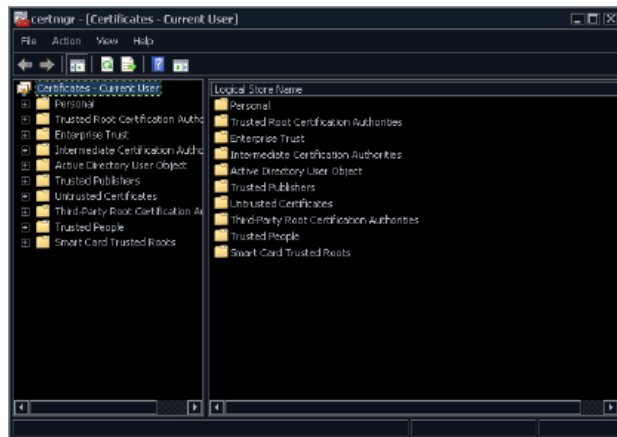 certmgr - [Certificates - Current User]
File Action View Help
Certificates - Current User
Personal
Trusted Root Certification Autho
Enterprise Trust
Intermediate Certification Autho
Active Directory User Object
Trusted Publishers
Untrusted Certificates
Third-Party Root Certification Au
Trusted People
Smart Card Trusted Roots
Logical Store Name
Personal
Trusted Root Certification Authorities
Enterprise Trust
Intermediate Certification Authorities
Active Directory User Object
Trusted Publishers
Untrusted Certificates
Third-Party Root Certification Authorities
Trusted People
Smart Card Trusted Roots